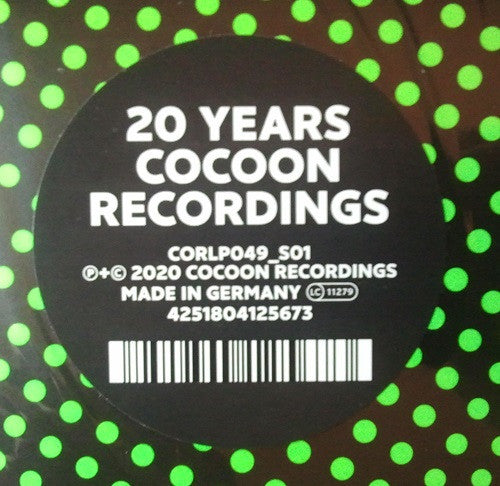 20 YEARS
COCOON
RECORDINGS
CORLP049_S01
℗+© 2020 COCOON RECORDINGS
MADE IN GERMANY LC 11279
4251804125673